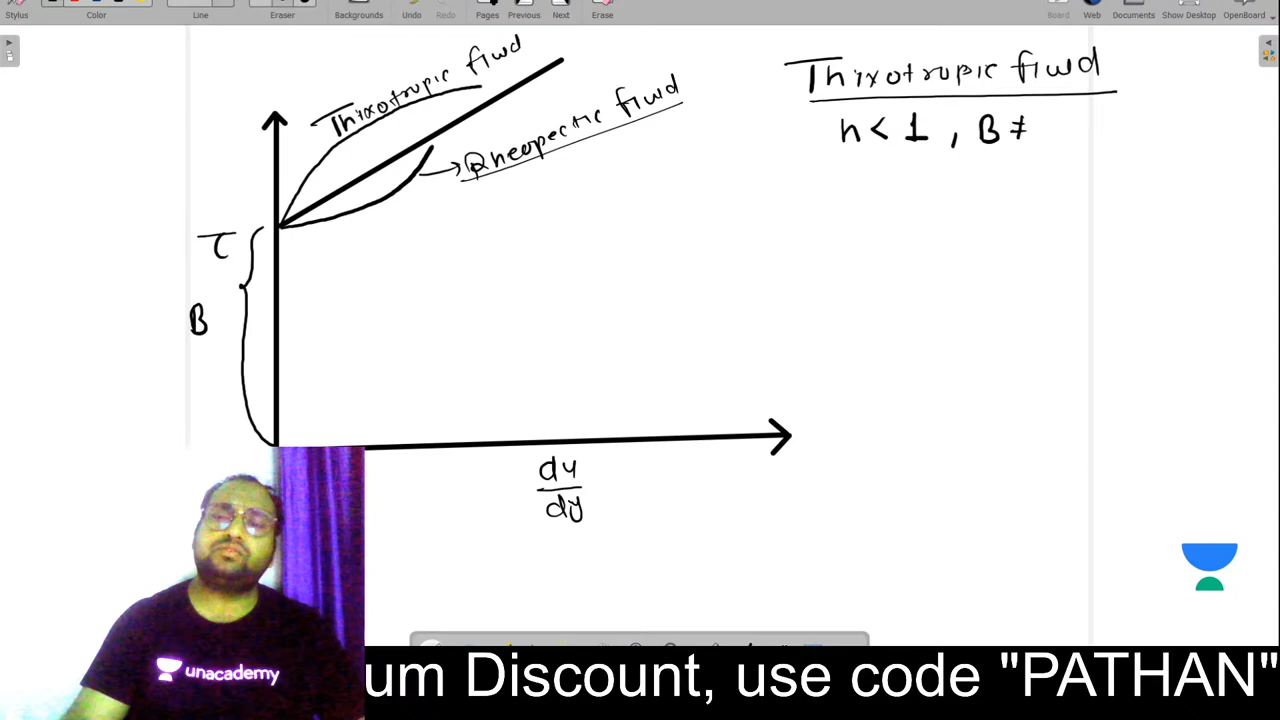 Stylus Color Line Eraser Backgrounds Undo Redo Pages Previous Next Erase Board Web Documents Show Desktop OpenBoard
Thixotropic fluid
Rheopectic fluid
Thixotropic fluid
n < 1 , B ≠
τ
B
du
dy
unacademy
um Discount, use code "PATHAN"